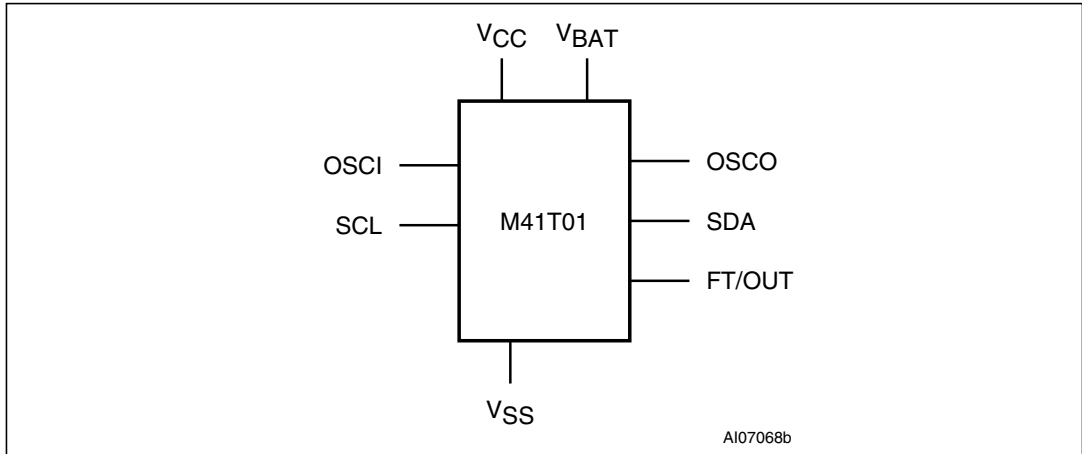 VCC VBAT
OSCI
OSCO
SCL
M41T01
SDA
FT/OUT
VSS
AI07068b